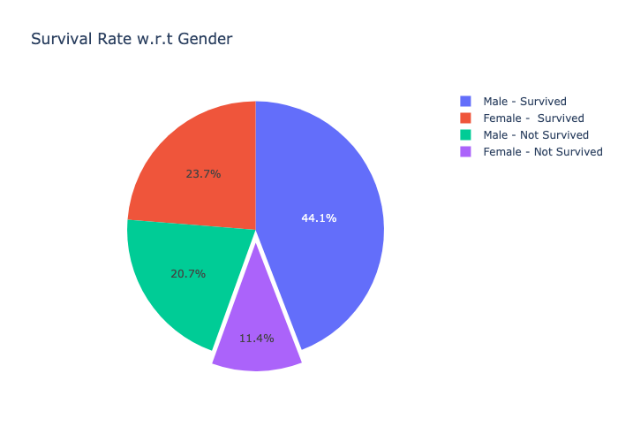 Survival Rate w.r.t Gender
Male - Survived
Female -  Survived
Male - Not Survived
Female - Not Survived
23.7%
44.1%
20.7%
11.4%